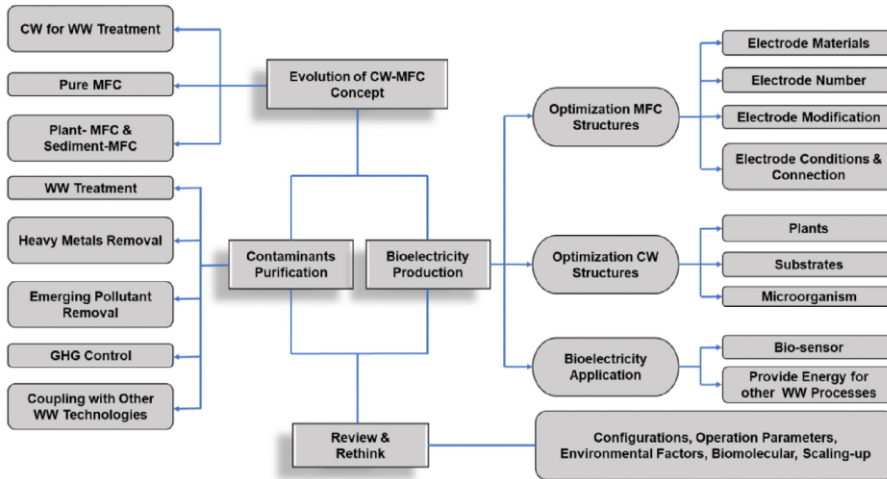 CW for WW Treatment
Pure MFC
Plant- MFC &
Sediment-MFC
Evolution of CW-MFC
Concept
WW Treatment
Heavy Metals Removal
Emerging Pollutant
Removal
GHG Control
Coupling with Other
WW Technologies
Contaminants
Purification
Bioelectricity
Production
Optimization MFC
Structures
Electrode Materials
Electrode Number
Electrode Modification
Electrode Conditions &
Connection
Optimization CW
Structures
Plants
Substrates
Microorganism
Bioelectricity
Application
Bio-sensor
Provide Energy for
other WW Processes
Review &
Rethink
Configurations, Operation Parameters,
Environmental Factors, Biomolecular, Scaling-up